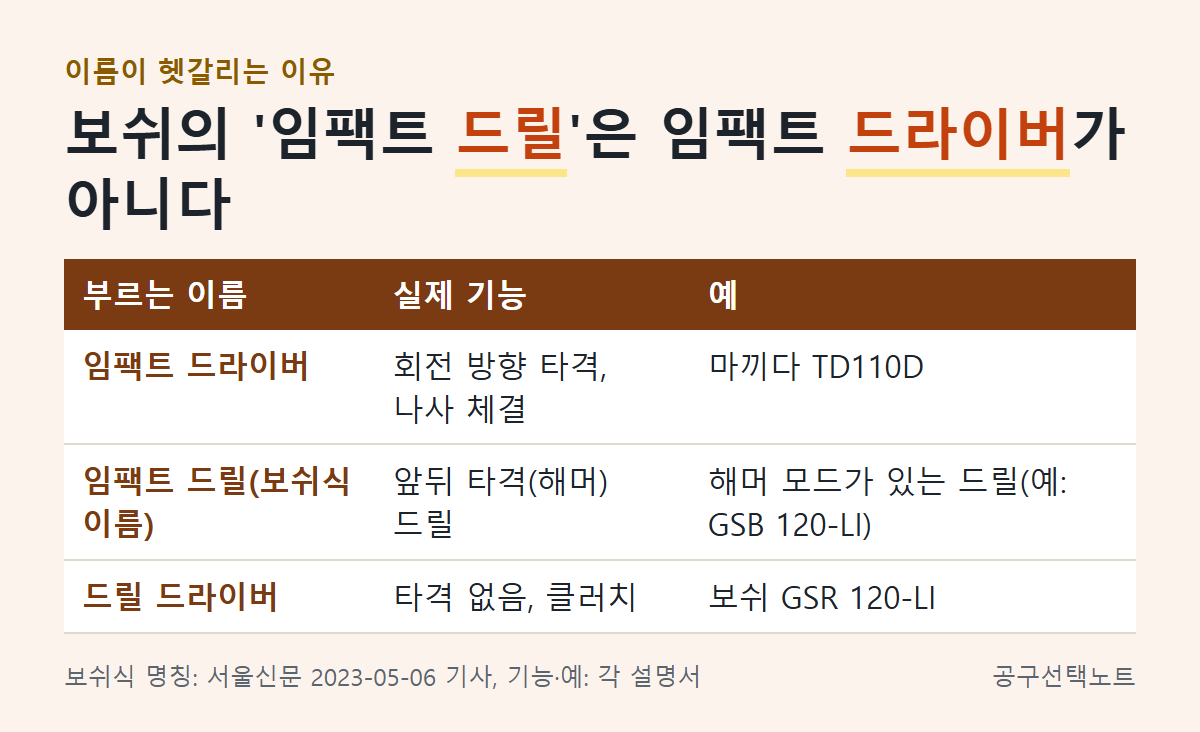 이름이 헷갈리는 이유
보쉬의 '임팩트 드릴'은 임팩트 드라이버가
아니다
부르는 이름 실제 기능 예
임팩트 드라이버 회전 방향 타격, 마끼다 TD110D
나사 체결
임팩트 드릴(보쉬식 앞뒤 타격(해머) 해머 모드가 있는 드릴(예:
이름) 드릴 GSB 120-LI)
드릴 드라이버 타격 없음, 클러치 보쉬 GSR 120-LI
보쉬식 명칭: 서울신문 2023-05-06 기사, 기능·예: 각 설명서 공구선택노트